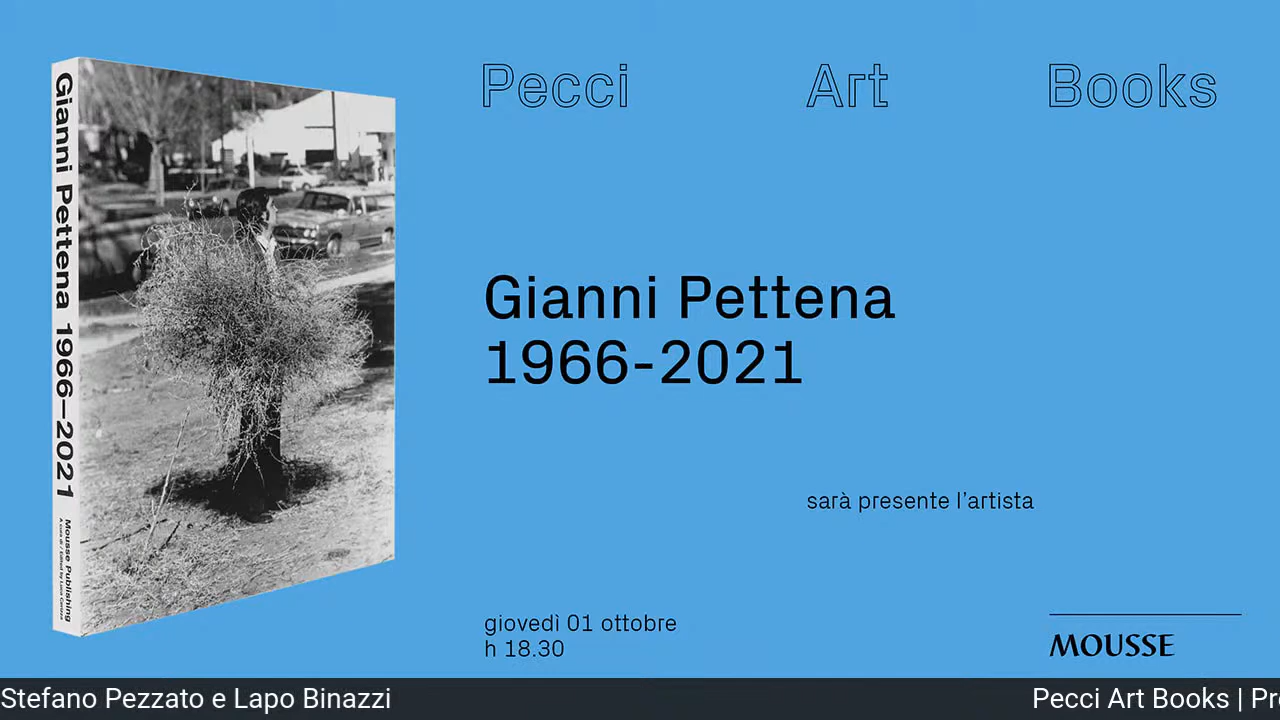 Pecci Art Books
Gianni Pettena 1966—2021
Mousse Publishing
Gianni Pettena
1966-2021
sarà presente l'artista
giovedì 01 ottobre
h 18.30
MOUSSE
Stefano Pezzato e Lapo Binazzi
Pecci Art Books | Pr